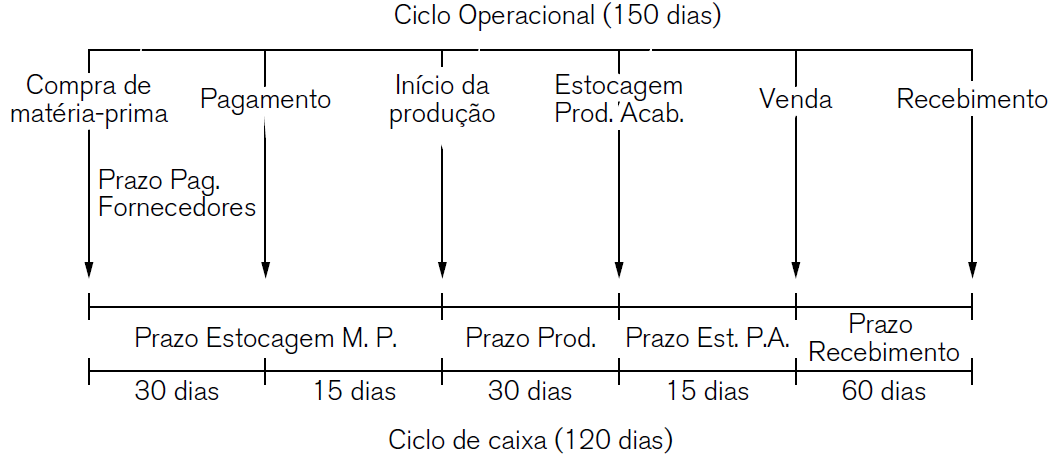 Ciclo Operacional (150 dias)
Compra de
matéria-prima
Pagamento
Início da
produção
Estocagem
Prod. Acab.
Venda
Recebimento
Prazo Pag.
Fornecedores
Prazo Estocagem M. P.
Prazo Prod.
Prazo Est. P.A.
Prazo
Recebimento
30 dias
15 dias
30 dias
15 dias
60 dias
Ciclo de caixa (120 dias)